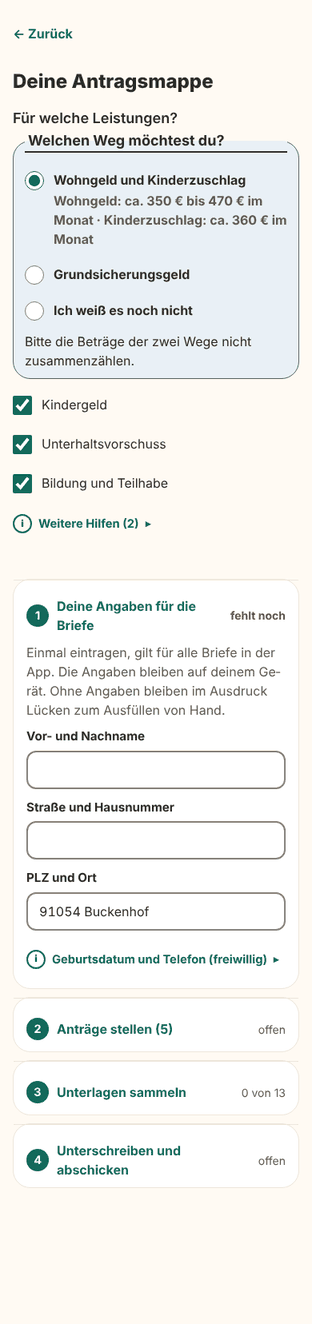 ← Zurück
Deine Antragsmappe
Für welche Leistungen?
Welchen Weg möchtest du?
Wohngeld und Kinderzuschlag
Wohngeld: ca. 350 € bis 470 € im
Monat · Kinderzuschlag: ca. 360 € im
Monat
Grundsicherungsgeld
Ich weiß es noch nicht
Bitte die Beträge der zwei Wege nicht
zusammenzählen.
Kindergeld
Unterhaltsvorschuss
Bildung und Teilhabe
i Weitere Hilfen (2) ▸
1 Deine Angaben für die
Briefe
fehlt noch
Einmal eintragen, gilt für alle Briefe in der
App. Die Angaben bleiben auf deinem Ge-
rät. Ohne Angaben bleiben im Ausdruck
Lücken zum Ausfüllen von Hand.
Vor- und Nachname
Straße und Hausnummer
PLZ und Ort
91054 Buckenhof
i Geburtsdatum und Telefon (freiwillig) ▸
2 Anträge stellen (5) offen
3 Unterlagen sammeln 0 von 13
4 Unterschreiben und
abschicken
offen